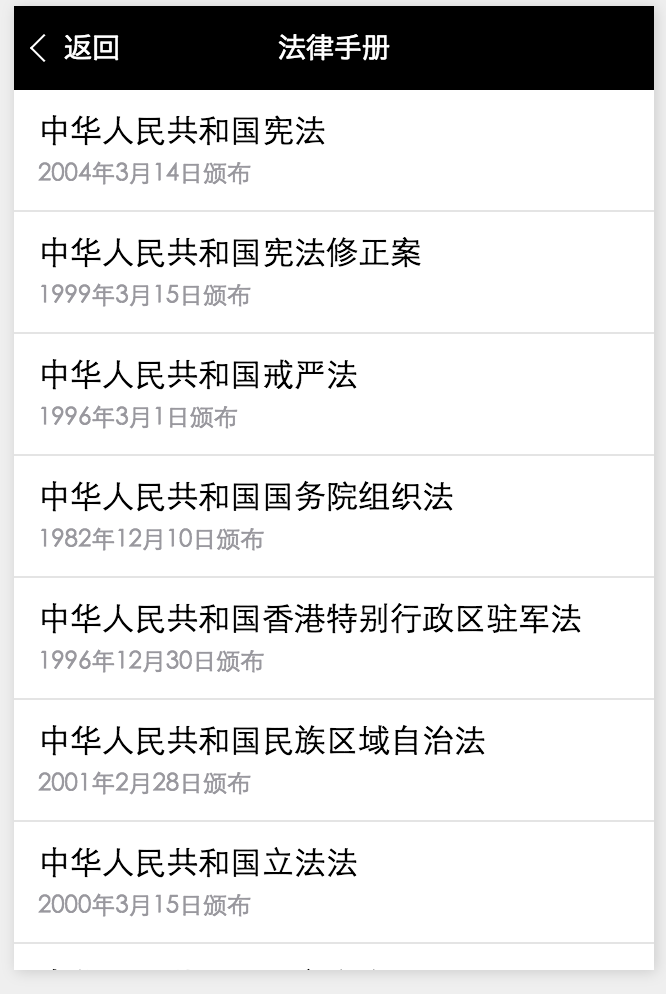 返回
法律手册
中华人民共和国宪法
2004年3月14日颁布
中华人民共和国宪法修正案
1999年3月15日颁布
中华人民共和国戒严法
1996年3月1日颁布
中华人民共和国国务院组织法
1982年12月10日颁布
中华人民共和国香港特别行政区驻军法
1996年12月30日颁布
中华人民共和国民族区域自治法
2001年2月28日颁布
中华人民共和国立法法
2000年3月15日颁布